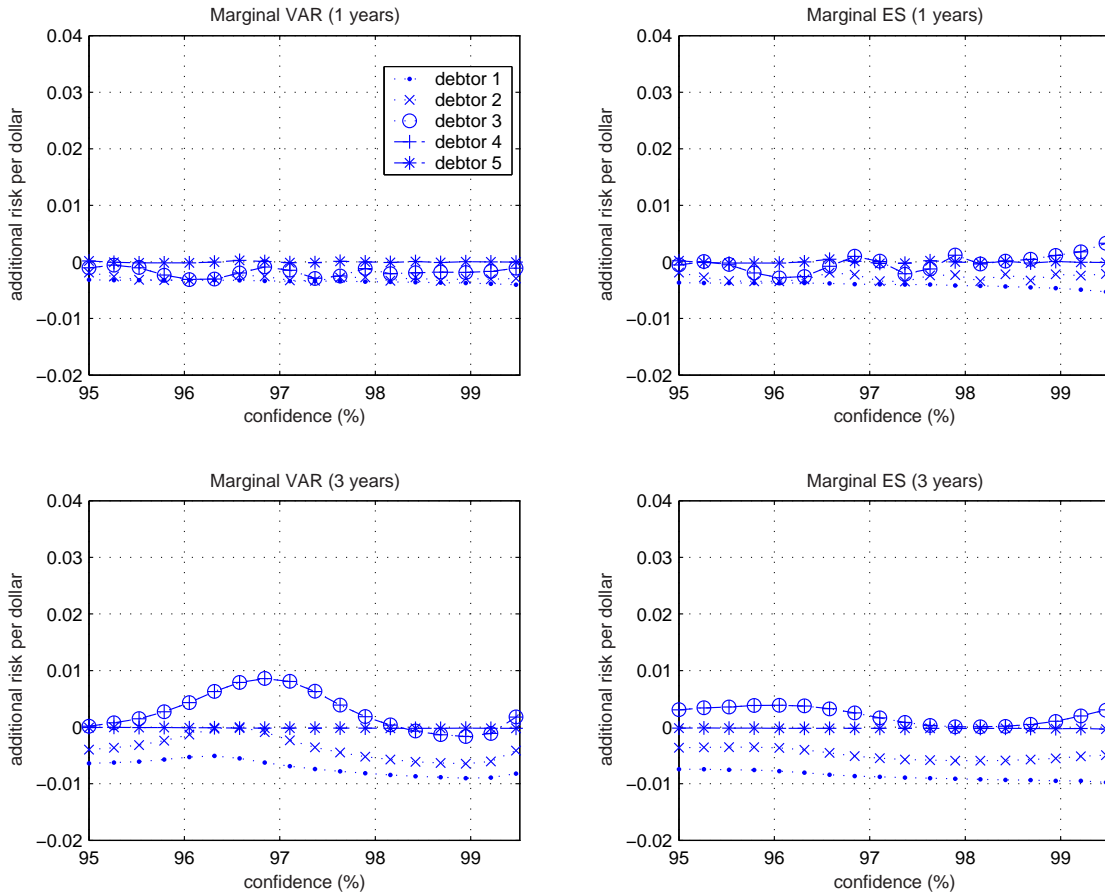 Marginal VAR (1 years)
0.04
0.03
0.02
0.01
0
−0.01
−0.02
95 96 97 98 99
confidence (%)
additional risk per dollar
debtor 1
debtor 2
debtor 3
debtor 4
debtor 5
Marginal ES (1 years)
0.04
0.03
0.02
0.01
0
−0.01
−0.02
95 96 97 98 99
confidence (%)
additional risk per dollar
Marginal VAR (3 years)
0.04
0.03
0.02
0.01
0
−0.01
−0.02
95 96 97 98 99
confidence (%)
additional risk per dollar
Marginal ES (3 years)
0.04
0.03
0.02
0.01
0
−0.01
−0.02
95 96 97 98 99
confidence (%)
additional risk per dollar